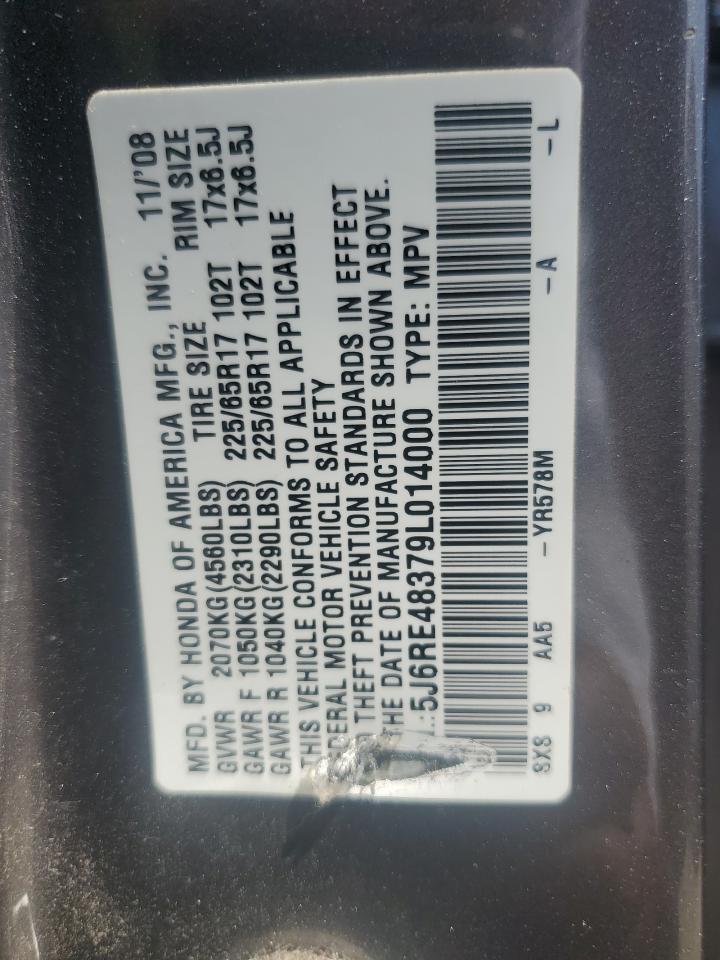 MFD. BY HONDA OF AMERICA MFG., INC. 11/'08
GVWR 2070KG(4560LBS) TIRE SIZE RIM SIZE
GAWR F 1050KG(2310LBS) 225/65R17 102T 17x6.5J
GAWR R 1040KG(2290LBS) 225/65R17 102T 17x6.5J
THIS VEHICLE CONFORMS TO ALL APPLICABLE
DERAL MOTOR VEHICLE SAFETY
THEFT PREVENTION STANDARDS IN EFFECT
HE DATE OF MANUFACTURE SHOWN ABOVE.
.:5J6RE48379L014000 TYPE: MPV
SXS 9 AA5 -YR578M -A -L